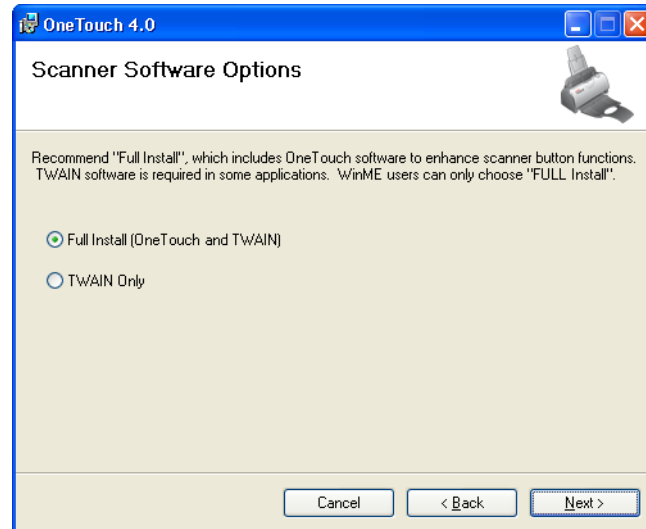 OneTouch 4.0
Scanner Software Options
Recommend "Full Install", which includes OneTouch software to enhance scanner button functions.
TWAIN software is required in some applications.  WinME users can only choose "FULL Install".
Full Install (OneTouch and TWAIN)
TWAIN Only
Cancel
< Back
Next >